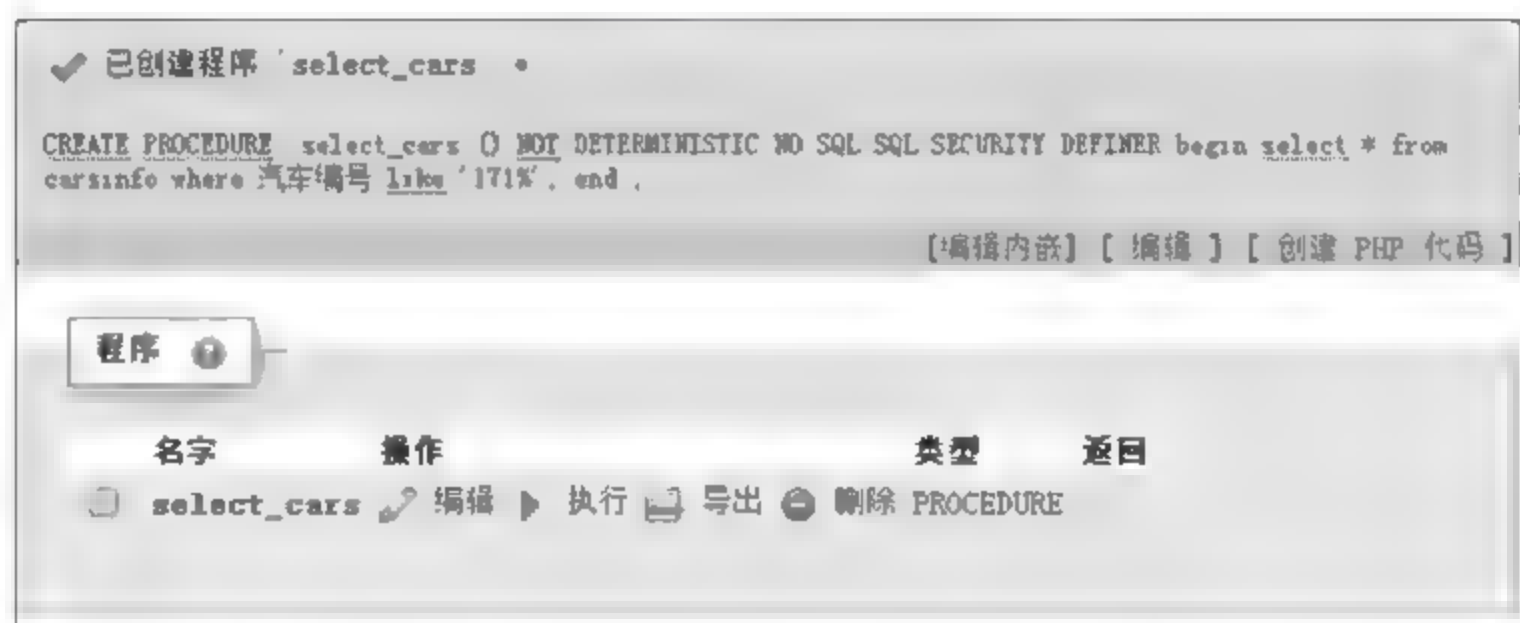 已创建程序 `select_cars 。
CREATE PROCEDURE select_cars () NOT DETERMINISTIC NO SQL SQL SECURITY DEFINER begin select * from
carsinfo where 汽车编号 like '171%'. end .
[编辑内嵌] [ 编辑 ] [ 创建 PHP 代码 ]
程序
名字 操作 类型 返回
select_cars 编辑 执行 导出 删除 PROCEDURE